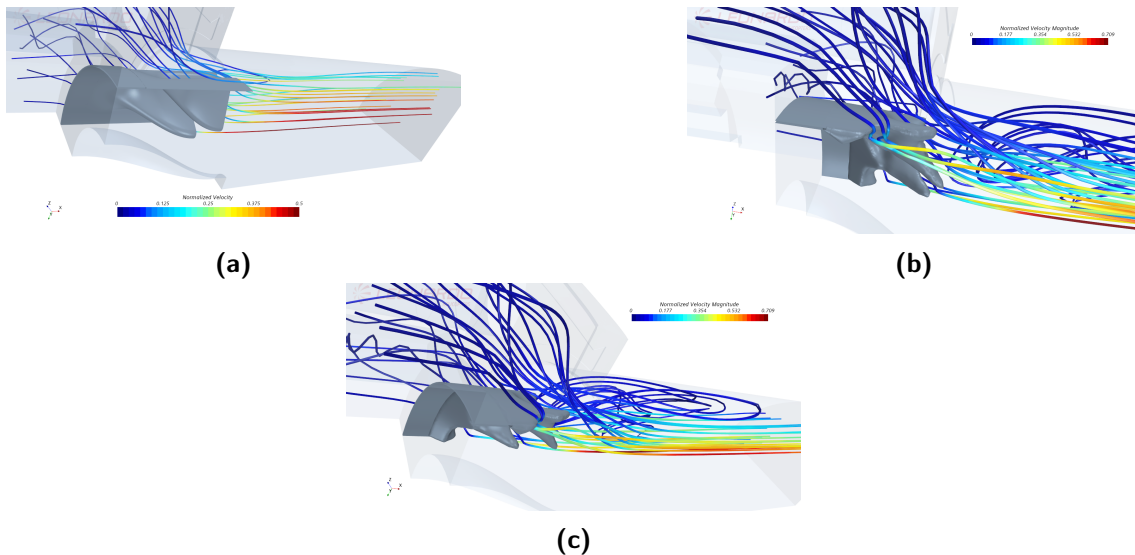 Normalized Velocity
0 0.125 0.25 0.375 0.5
Z X Y
(a)
Normalized Velocity Magnitude
0 0.177 0.354 0.532 0.709
Z X Y
(b)
Normalized Velocity Magnitude
0 0.177 0.354 0.532 0.709
Z X Y
(c)